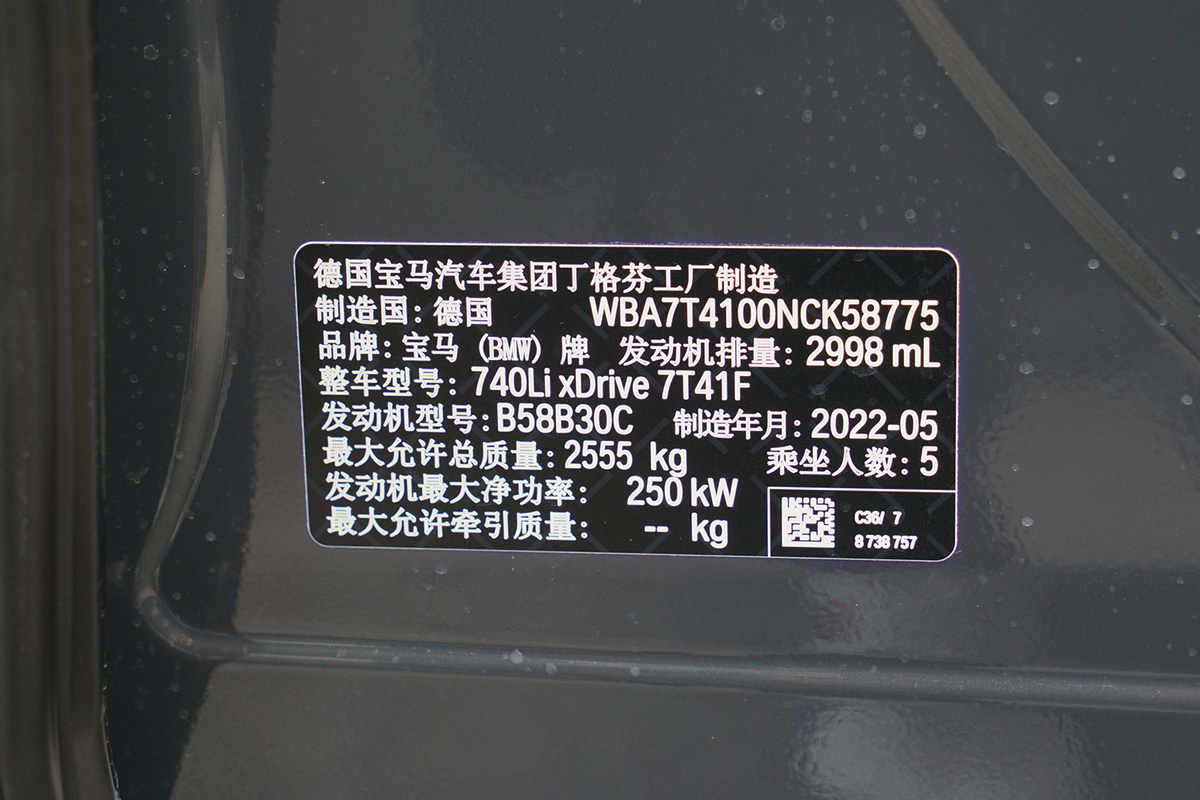 德国宝马汽车集团丁格芬工厂制造
制造国：德国 WBA7T4100NCK58775
品牌：宝马（BMW）牌 发动机排量：2998 mL
整车型号：740Li xDrive 7T41F
发动机型号：B58B30C 制造年月：2022-05
最大允许总质量：2555 kg 乘坐人数：5
发动机最大净功率： 250 kW
最大允许牵引质量： -- kg
C36/ 7
8 738 757